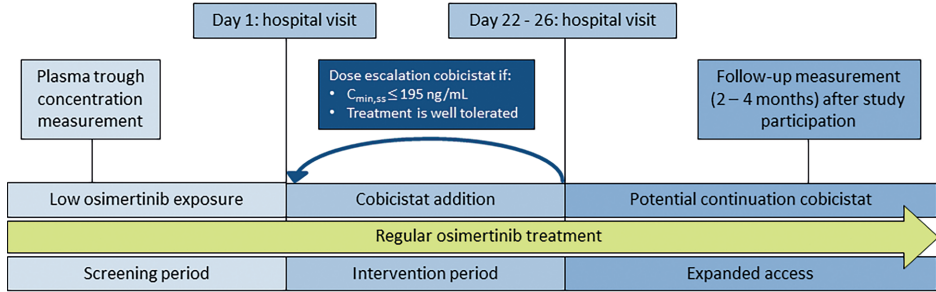 Day 1: hospital visit
Day 22 - 26: hospital visit
Plasma trough
concentration
measurement
Dose escalation cobicistat if:
• Cmin,ss ≤ 195 ng/mL
• Treatment is well tolerated
Follow-up measurement
(2 – 4 months) after study
participation
Low osimertinib exposure
Cobicistat addition
Potential continuation cobicistat
Regular osimertinib treatment
Screening period
Intervention period
Expanded access